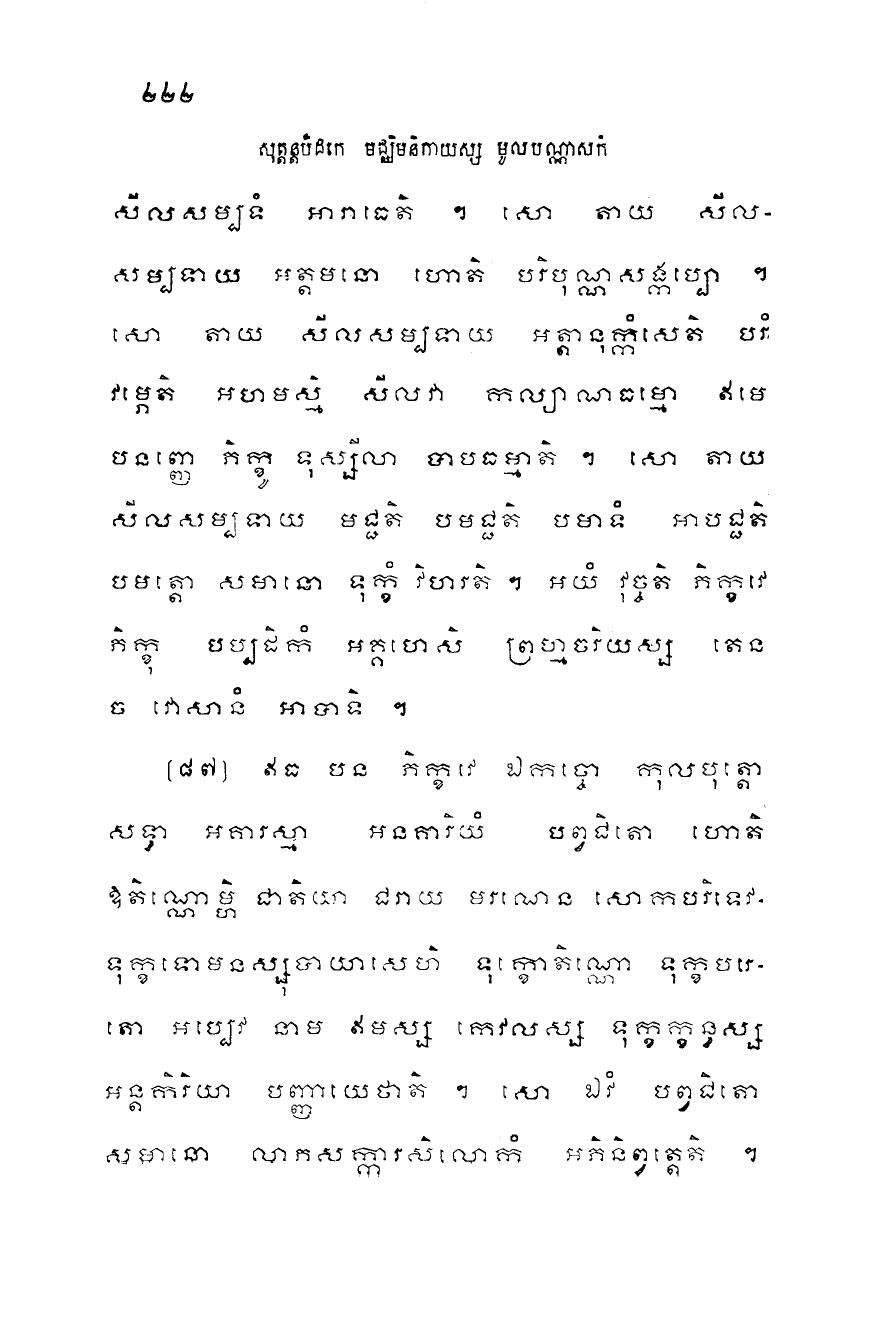 ២២២
សុត្តន្តបិដកេ មជ្ឈិមនិកាយស្ស មូលបណ្ណាសកំ
សីលសម្បទំ អារាធេតិ ។ សោ តាយ សីល-
សម្បទាយ អត្តមនោ ហោតិ បរិបុណ្ណសង្កប្បោ ។
សោ តាយ សីលសម្បទាយ អត្តានុក្កំសេតិ បរំ
វម្ភេតិ អហមស្មិ សីលវា កល្យាណធម្មោ ឥមេ
បនញ្ញេ ភិក្ខូ ទុស្សីលា បាបធម្មាតិ ។ សោ តាយ
សីលសម្បទាយ មជ្ជតិ បមជ្ជតិ បមាទំ អាបជ្ជតិ
បមត្តោ សមានោ ទុក្ខំ វិហរតិ ។ អយំ វុច្ចតិ ភិក្ខវេ
ភិក្ខុ បប្បដិកំ អគ្គហេសិ ព្រហ្មចរិយស្ស តេន
ច វោសានំ អាបាទិ ។
(៨៧) ឥធ បន ភិក្ខវេ ឯកច្ចោ កុលបុត្តោ
សទ្ធា អគារស្មា អនគារិយំ បព្វជិតោ ហោតិ
ឱតិណ្ណោម្ហិ ជាតិយា ជរាយ មរណេន សោកបរិទេវ-
ទុក្ខទោមនស្សុបាយាសេហិ ទុក្ខោតិណ្ណោ ទុក្ខបរេ-
តោ អប្បេវ នាម ឥមស្ស កេវលស្ស ទុក្ខក្ខន្ធស្ស
អន្តកិរិយា បញ្ញាយេថាតិ ។ សោ ឯវំ បព្វជិតោ
សមានោ លាភសក្ការសិលោកំ អភិនិព្វត្តេតិ ។